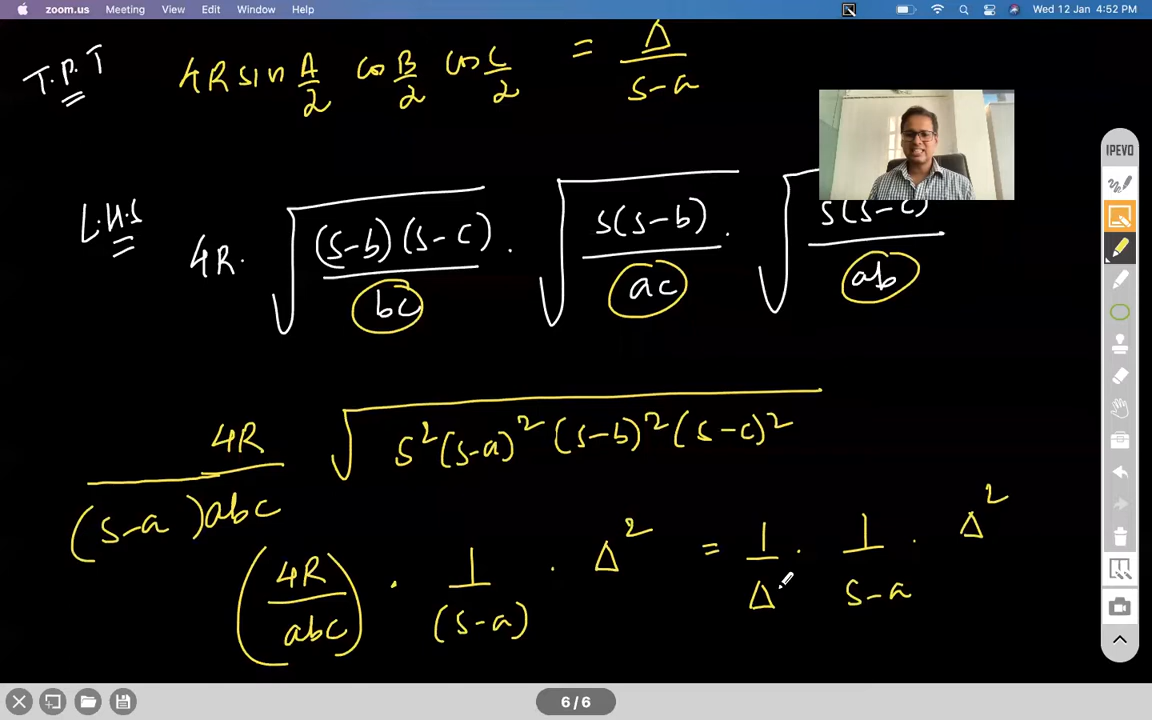 zoom.us Meeting View Edit Window Help Wed 12 Jan 4:52 PM
T.P.T 4R sin A/2 cos B/2 cos C/2 = Δ/(s-a)
IPEVO
L.H.S 4R. √((s-b)(s-c)/bc) . √(s(s-b)/ac) . √(s(s-c)/ab)
4R/((s-a)abc) √(s²(s-a)²(s-b)²(s-c)²)
(4R/abc) . 1/(s-a) . Δ² = 1/Δ . 1/(s-a) . Δ²
6 / 6